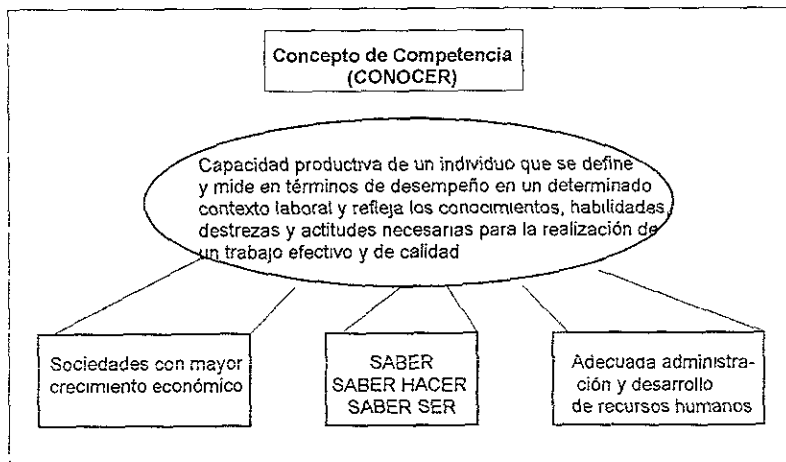 Concepto de Competencia
(CONOCER)
Capacidad productiva de un individuo que se define
y mide en términos de desempeño en un determinado
contexto laboral y refleja los conocimientos, habilidades,
destrezas y actitudes necesarias para la realización de
un trabajo efectivo y de calidad
Sociedades con mayor
crecimiento económico
SABER
SABER HACER
SABER SER
Adecuada administra-
ción y desarrollo
de recursos humanos